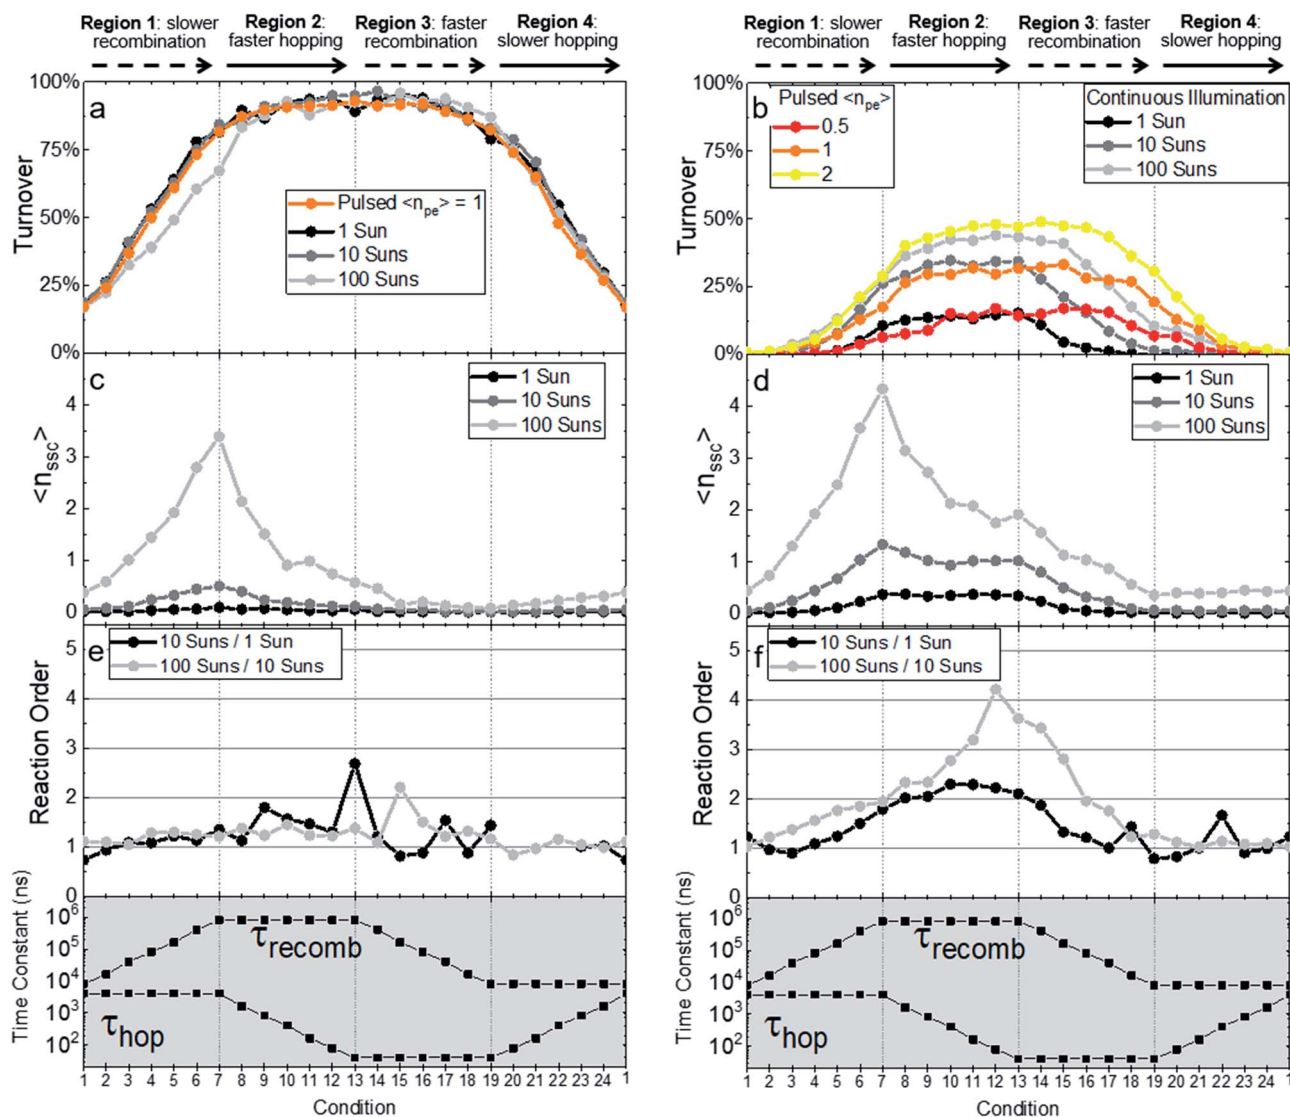 Region 1: slower recombination
Region 2: faster hopping
Region 3: faster recombination
Region 4: slower hopping
Region 1: slower recombination
Region 2: faster hopping
Region 3: faster recombination
Region 4: slower hopping
100%
75%
50%
25%
0%
Turnover
a
Pulsed <n_pe> = 1
1 Sun
10 Suns
100 Suns
100%
75%
50%
25%
0%
Turnover
b
Pulsed <n_pe>
0.5
1
2
Continuous Illumination
1 Sun
10 Suns
100 Suns
4
3
2
1
0
<n_ssc>
c
1 Sun
10 Suns
100 Suns
4
3
2
1
0
<n_ssc>
d
1 Sun
10 Suns
100 Suns
5
4
3
2
1
0
Reaction Order
e
10 Suns / 1 Sun
100 Suns / 10 Suns
5
4
3
2
1
0
Reaction Order
f
10 Suns / 1 Sun
100 Suns / 10 Suns
10^6
10^5
10^4
10^3
10^2
Time Constant (ns)
τ_recomb
τ_hop
1 2 3 4 5 6 7 8 9 10 11 12 13 14 15 16 17 18 19 20 21 22 23 24 1
Condition
10^6
10^5
10^4
10^3
10^2
Time Constant (ns)
τ_recomb
τ_hop
1 2 3 4 5 6 7 8 9 10 11 12 13 14 15 16 17 18 19 20 21 22 23 24 1
Condition